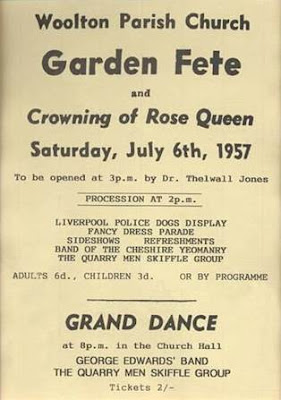 Woolton Parish Church
Garden Fete
and
Crowning of Rose Queen
Saturday, July 6th, 1957
To be opened at 3p.m. by Dr. Thelwall Jones
PROCESSION AT 2p.m.
LIVERPOOL POLICE DOGS DISPLAY
FANCY DRESS PARADE
SIDESHOWS REFRESHMENTS
BAND OF THE CHESHIRE YEOMANRY
THE QUARRY MEN SKIFFLE GROUP
ADULTS 6d., CHILDREN 3d. OR BY PROGRAMME
GRAND DANCE
at 8p.m. in the Church Hall
GEORGE EDWARDS' BAND
THE QUARRY MEN SKIFFLE GROUP
Tickets 2/-